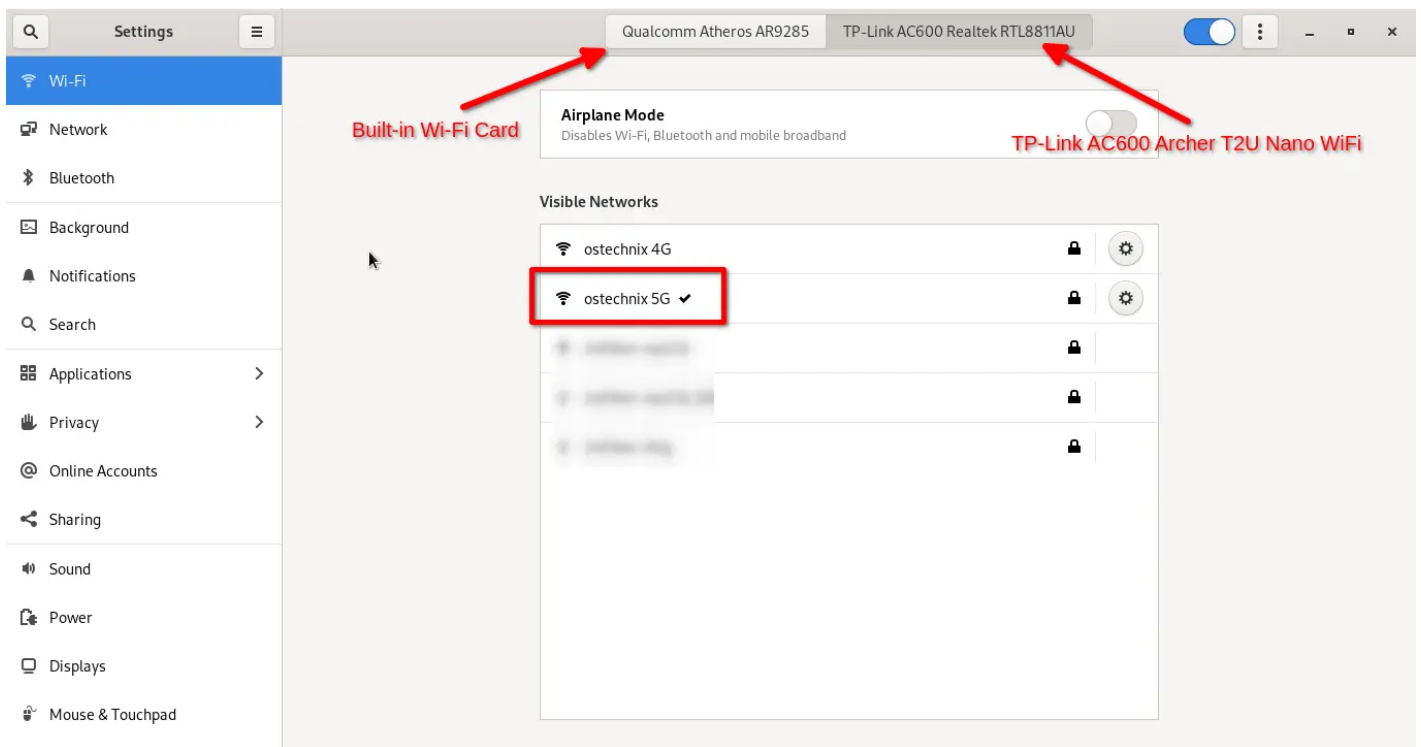 Settings
Qualcomm Atheros AR9285
TP-Link AC600 Realtek RTL8811AU
Wi-Fi
Network
Bluetooth
Background
Notifications
Search
Applications
Privacy
Online Accounts
Sharing
Sound
Power
Displays
Mouse & Touchpad
Built-in Wi-Fi Card
Airplane Mode
Disables Wi-Fi, Bluetooth and mobile broadband
TP-Link AC600 Archer T2U Nano WiFi
Visible Networks
ostechnix 4G
ostechnix 5G